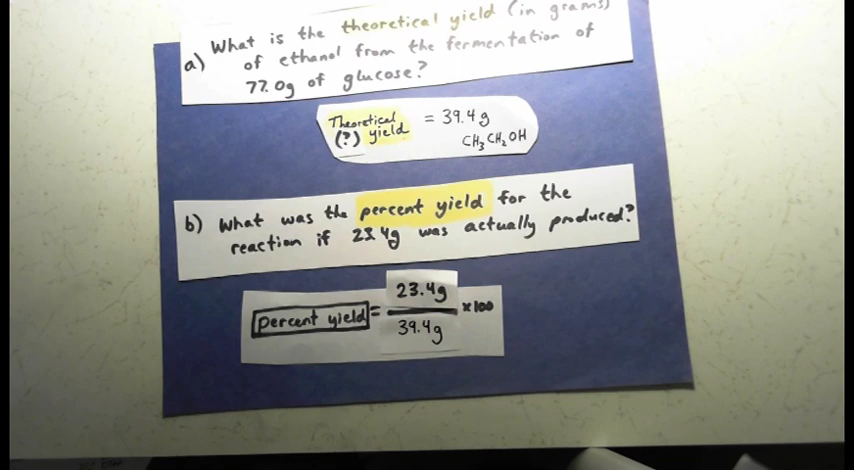 a) What is the theoretical yield (in grams)
of ethanol from the fermentation of
77.0g of glucose?
Theoretical
(?) yield = 39.4g
CH3CH2OH
b) What was the percent yield for the
reaction if 23.4g was actually produced?
percent yield = 23.4g
39.4g
x100